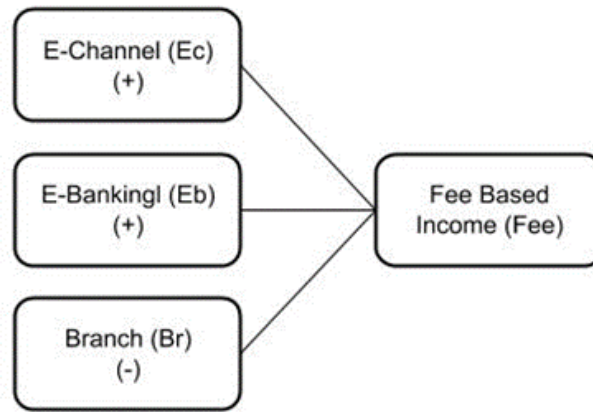 E-Channel (Ec)
(+)
E-Bankingl (Eb)
(+)
Fee Based
Income (Fee)
Branch (Br)
(-)